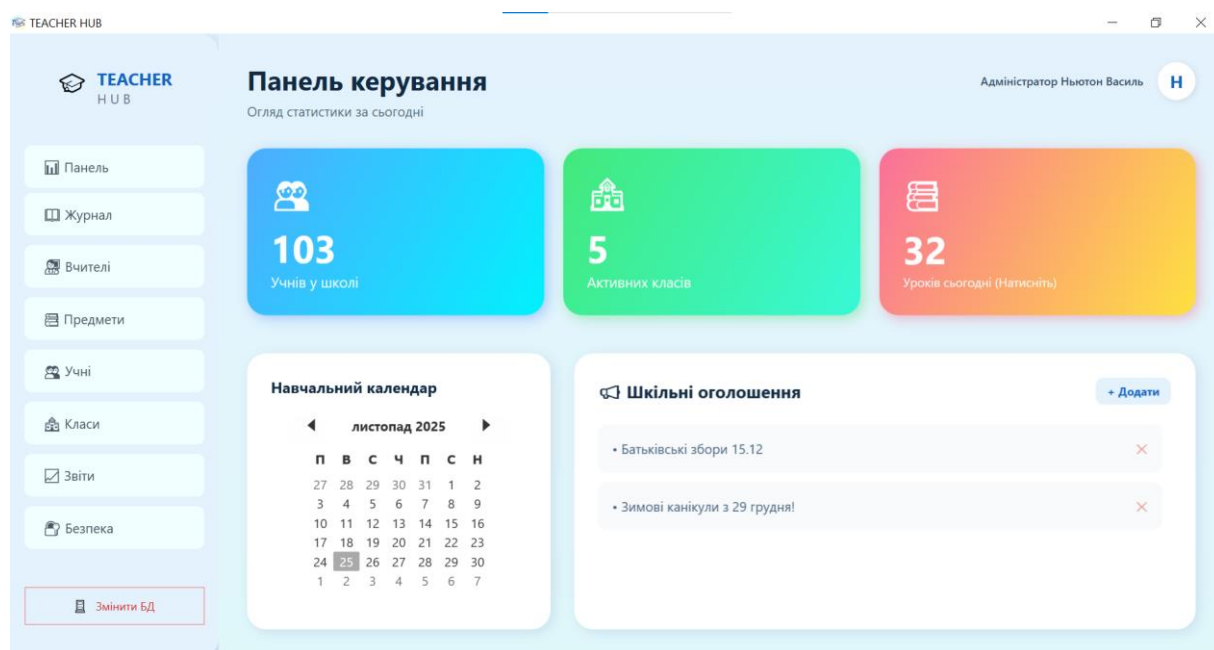 TEACHER HUB
TEACHER
HUB
Панель
Журнал
Вчителі
Предмети
Учні
Класи
Звіти
Безпека
Змінити БД
Панель керування
Огляд статистики за сьогодні
Адміністратор Ньютон Василь
Н
103
Учнів у школі
5
Активних класів
32
Уроків сьогодні (Натисніть)
Навчальний календар
листопад 2025
П В С Ч П С Н
27 28 29 30 31 1 2
3 4 5 6 7 8 9
10 11 12 13 14 15 16
17 18 19 20 21 22 23
24 25 26 27 28 29 30
1 2 3 4 5 6 7
Шкільні оголошення
+ Додати
• Батьківські збори 15.12
• Зимові канікули з 29 грудня!